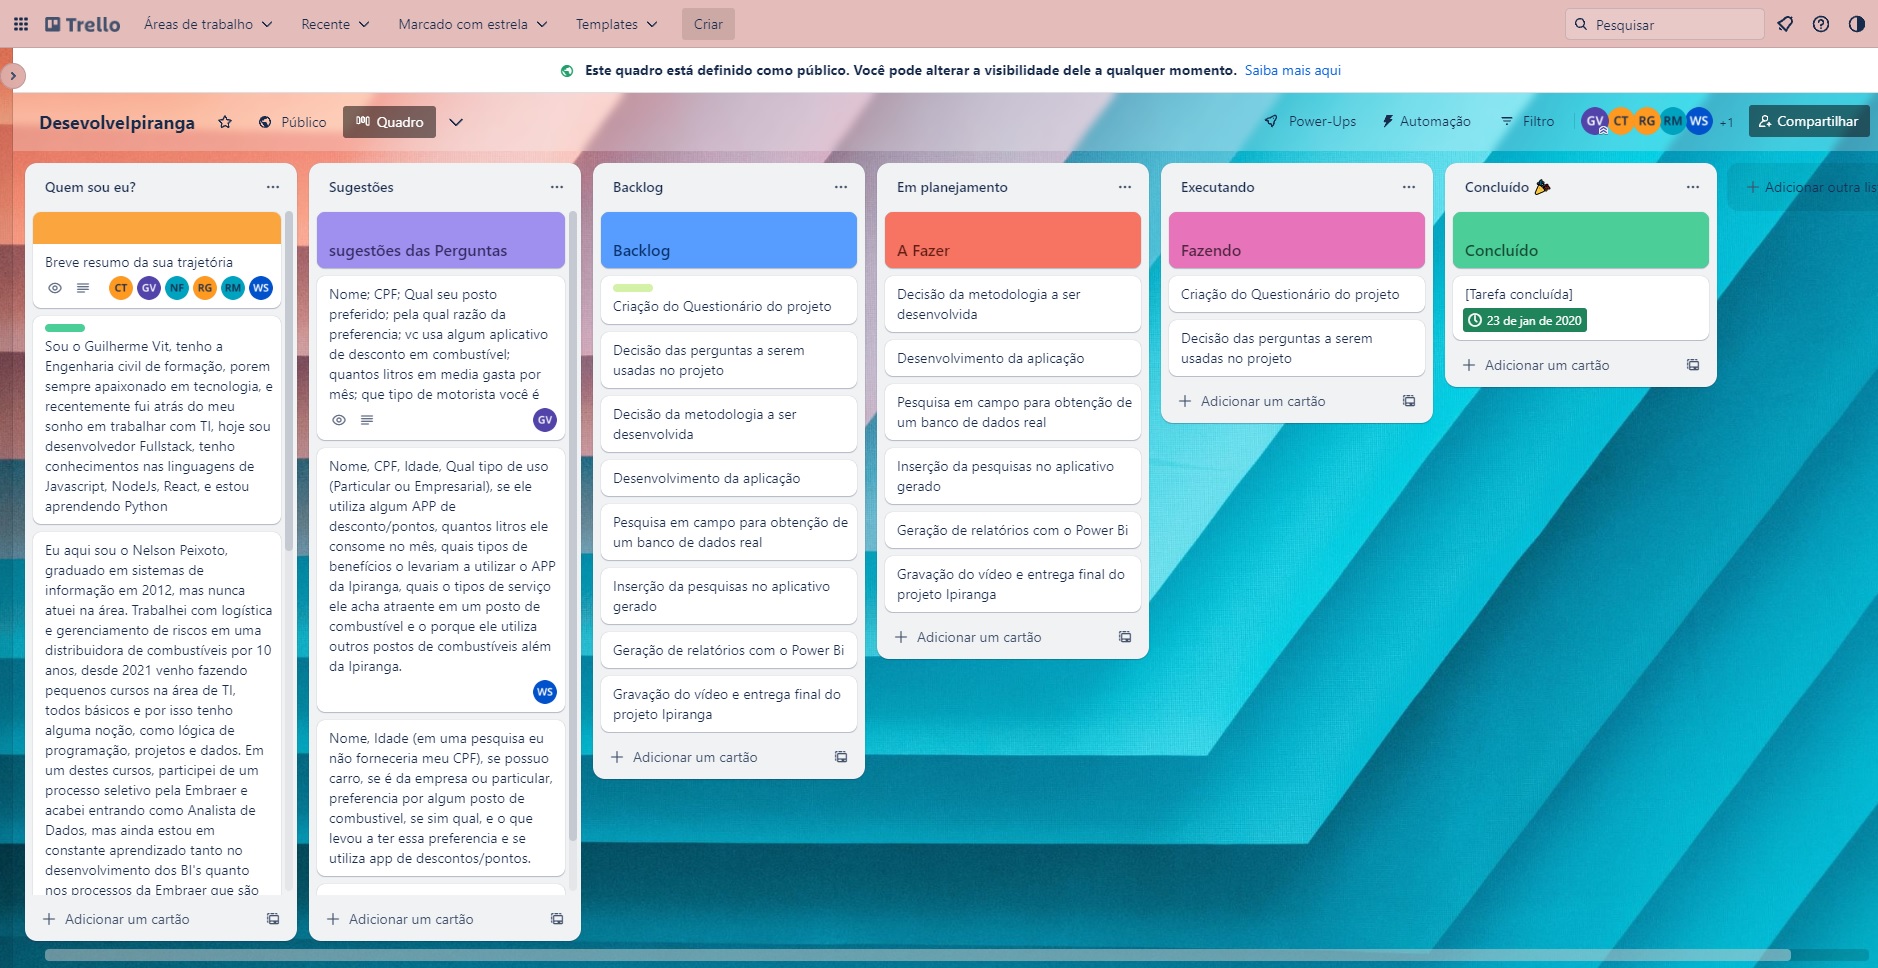 Trello
Áreas de trabalho
Recente
Marcado com estrela
Templates
Criar
Pesquisar
Este quadro está definido como público. Você pode alterar a visibilidade dele a qualquer momento. Saiba mais aqui
DesevolveIpiranga
Público
Quadro
Power-Ups
Automação
Filtro
GV CT RG RM WS +1
Compartilhar
Quem sou eu?
Breve resumo da sua trajetória
CT GV NF RG RM WS
Sou o Guilherme Vit, tenho a
Engenharia civil de formação, porem
sempre apaixonado em tecnologia, e
recentemente fui atrás do meu
sonho em trabalhar com TI, hoje sou
desenvolvedor Fullstack, tenho
conhecimentos nas linguagens de
Javascript, NodeJs, React, e estou
aprendendo Python
Eu aqui sou o Nelson Peixoto,
graduado em sistemas de
informação em 2012, mas nunca
atuei na área. Trabalhei com logística
e gerenciamento de riscos em uma
distribuidora de combustíveis por 10
anos, desde 2021 venho fazendo
pequenos cursos na área de TI,
todos básicos e por isso tenho
alguma noção, como lógica de
programação, projetos e dados. Em
um destes cursos, participei de um
processo seletivo pela Embraer e
acabei entrando como Analista de
Dados, mas ainda estou em
constante aprendizado tanto no
desenvolvimento dos BI's quanto
nos processos da Embraer que são
Adicionar um cartão
Sugestões
sugestões das Perguntas
Nome; CPF; Qual seu posto
preferido; pela qual razão da
preferencia; vc usa algum aplicativo
de desconto em combustível;
quantos litros em media gasta por
mês; que tipo de motorista você é
GV
Nome, CPF, Idade, Qual tipo de uso
(Particular ou Empresarial), se ele
utiliza algum APP de
desconto/pontos, quantos litros ele
consome no mês, quais tipos de
benefícios o levariam a utilizar o APP
da Ipiranga, quais o tipos de serviço
ele acha atraente em um posto de
combustível e o porque ele utiliza
outros postos de combustíveis além
da Ipiranga.
WS
Nome, Idade (em uma pesquisa eu
não forneceria meu CPF), se possuo
carro, se é da empresa ou particular,
preferencia por algum posto de
combustivel, se sim qual, e o que
levou a ter essa preferencia e se
utiliza app de descontos/pontos.
Adicionar um cartão
Backlog
Backlog
Criação do Questionário do projeto
Decisão das perguntas a serem
usadas no projeto
Decisão da metodologia a ser
desenvolvida
Desenvolvimento da aplicação
Pesquisa em campo para obtenção de
um banco de dados real
Inserção da pesquisas no aplicativo
gerado
Geração de relatórios com o Power Bi
Gravação do vídeo e entrega final do
projeto Ipiranga
Adicionar um cartão
Em planejamento
A Fazer
Decisão da metodologia a ser
desenvolvida
Desenvolvimento da aplicação
Pesquisa em campo para obtenção de
um banco de dados real
Inserção da pesquisas no aplicativo
gerado
Geração de relatórios com o Power Bi
Gravação do vídeo e entrega final do
projeto Ipiranga
Adicionar um cartão
Executando
Fazendo
Criação do Questionário do projeto
Decisão das perguntas a serem
usadas no projeto
Adicionar um cartão
Concluído
Concluído
[Tarefa concluída]
23 de jan de 2020
Adicionar um cartão
Adicionar outra lis